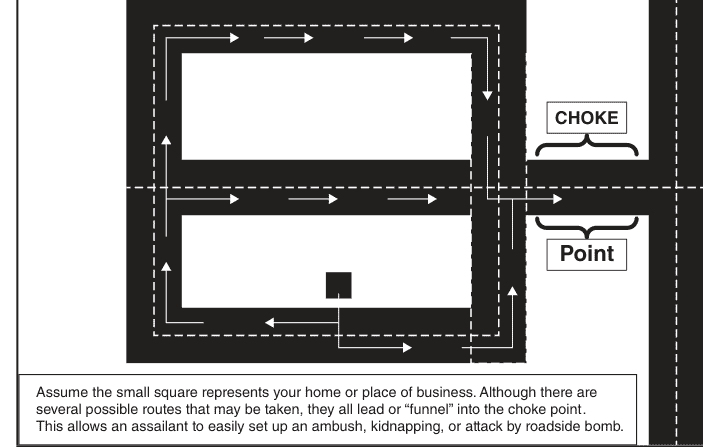 CHOKE
Point
Assume the small square represents your home or place of business. Although there are
several possible routes that may be taken, they all lead or “funnel” into the choke point.
This allows an assailant to easily set up an ambush, kidnapping, or attack by roadside bomb.